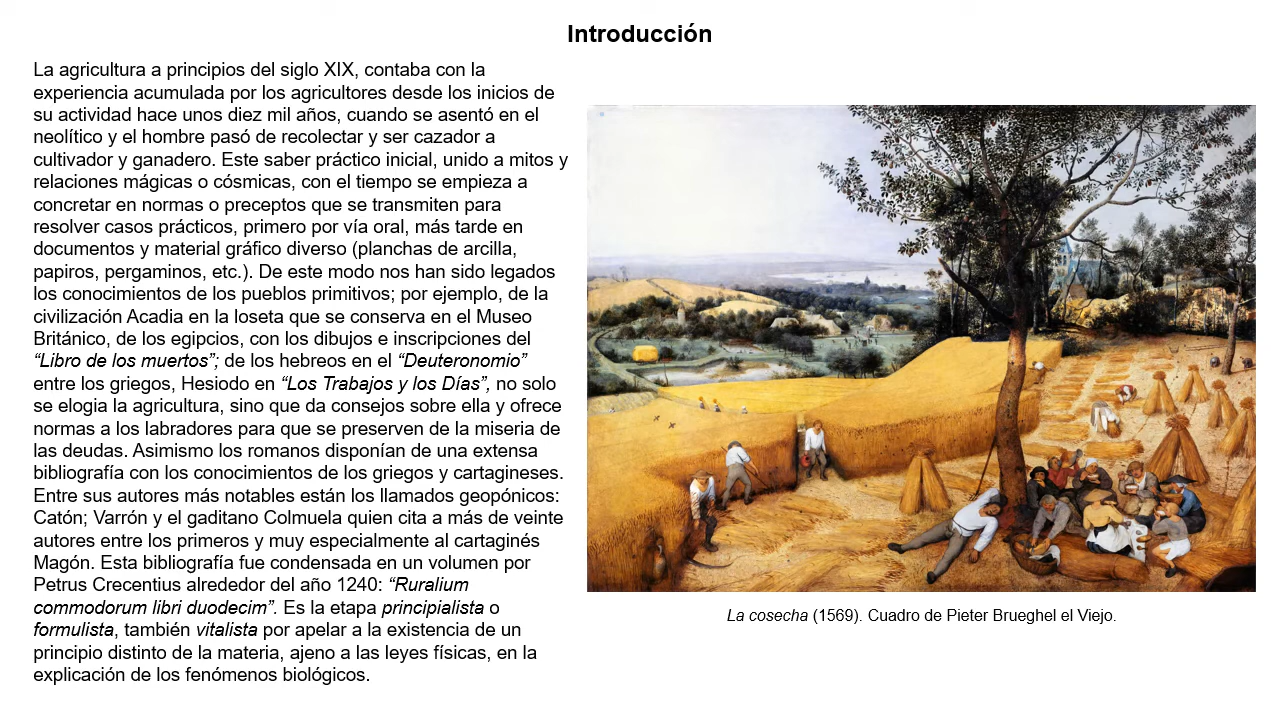 Introducción
La agricultura a principios del siglo XIX, contaba con la
experiencia acumulada por los agricultores desde los inicios de
su actividad hace unos diez mil años, cuando se asentó en el
neolítico y el hombre pasó de recolectar y ser cazador a
cultivador y ganadero. Este saber práctico inicial, unido a mitos y
relaciones mágicas o cósmicas, con el tiempo se empieza a
concretar en normas o preceptos que se transmiten para
resolver casos prácticos, primero por vía oral, más tarde en
documentos y material gráfico diverso (planchas de arcilla,
papiros, pergaminos, etc.). De este modo nos han sido legados
los conocimientos de los pueblos primitivos; por ejemplo, de la
civilización Acadia en la loseta que se conserva en el Museo
Británico, de los egipcios, con los dibujos e inscripciones del
“Libro de los muertos”; de los hebreos en el “Deuteronomio”
entre los griegos, Hesiodo en “Los Trabajos y los Días”, no solo
se elogia la agricultura, sino que da consejos sobre ella y ofrece
normas a los labradores para que se preserven de la miseria de
las deudas. Asimismo los romanos disponían de una extensa
bibliografía con los conocimientos de los griegos y cartagineses.
Entre sus autores más notables están los llamados geopónicos:
Catón; Varrón y el gaditano Colmuela quien cita a más de veinte
autores entre los primeros y muy especialmente al cartaginés
Magón. Esta bibliografía fue condensada en un volumen por
Petrus Crecentius alrededor del año 1240: “Ruralium
commodorum libri duodecim”. Es la etapa principialista o
formulista, también vitalista por apelar a la existencia de un
principio distinto de la materia, ajeno a las leyes físicas, en la
explicación de los fenómenos biológicos.
La cosecha (1569). Cuadro de Pieter Brueghel el Viejo.